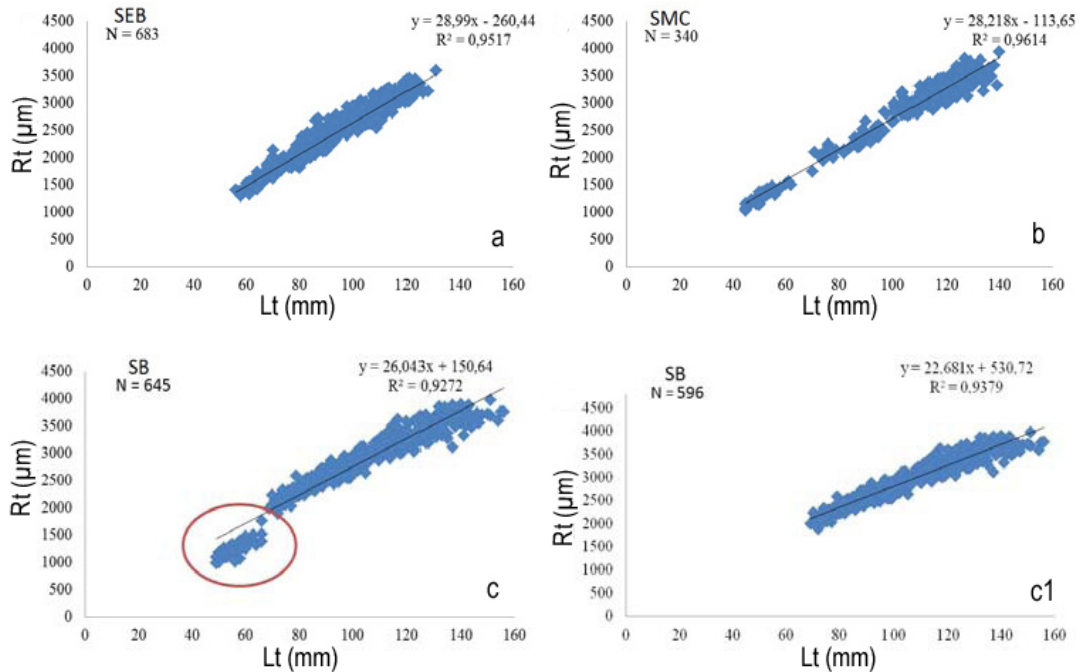 SEB
N = 683
y = 28,99x - 260,44
R² = 0,9517
4500
4000
3500
3000
2500
2000
1500
1000
500
0
Rt (µm)
0 20 40 60 80 100 120 140 160
Lt (mm)
a
SMC
N = 340
y = 28,218x - 113,65
R² = 0,9614
4500
4000
3500
3000
2500
2000
1500
1000
500
0
Rt (µm)
0 20 40 60 80 100 120 140 160
Lt (mm)
b
SB
N = 645
y = 26,043x + 150,64
R² = 0,9272
4500
4000
3500
3000
2500
2000
1500
1000
500
0
Rt (µm)
0 20 40 60 80 100 120 140 160
Lt (mm)
c
SB
N = 596
y = 22,681x + 530,72
R² = 0,9379
4500
4000
3500
3000
2500
2000
1500
1000
500
0
Rt (µm)
0 20 40 60 80 100 120 140 160
Lt (mm)
c1